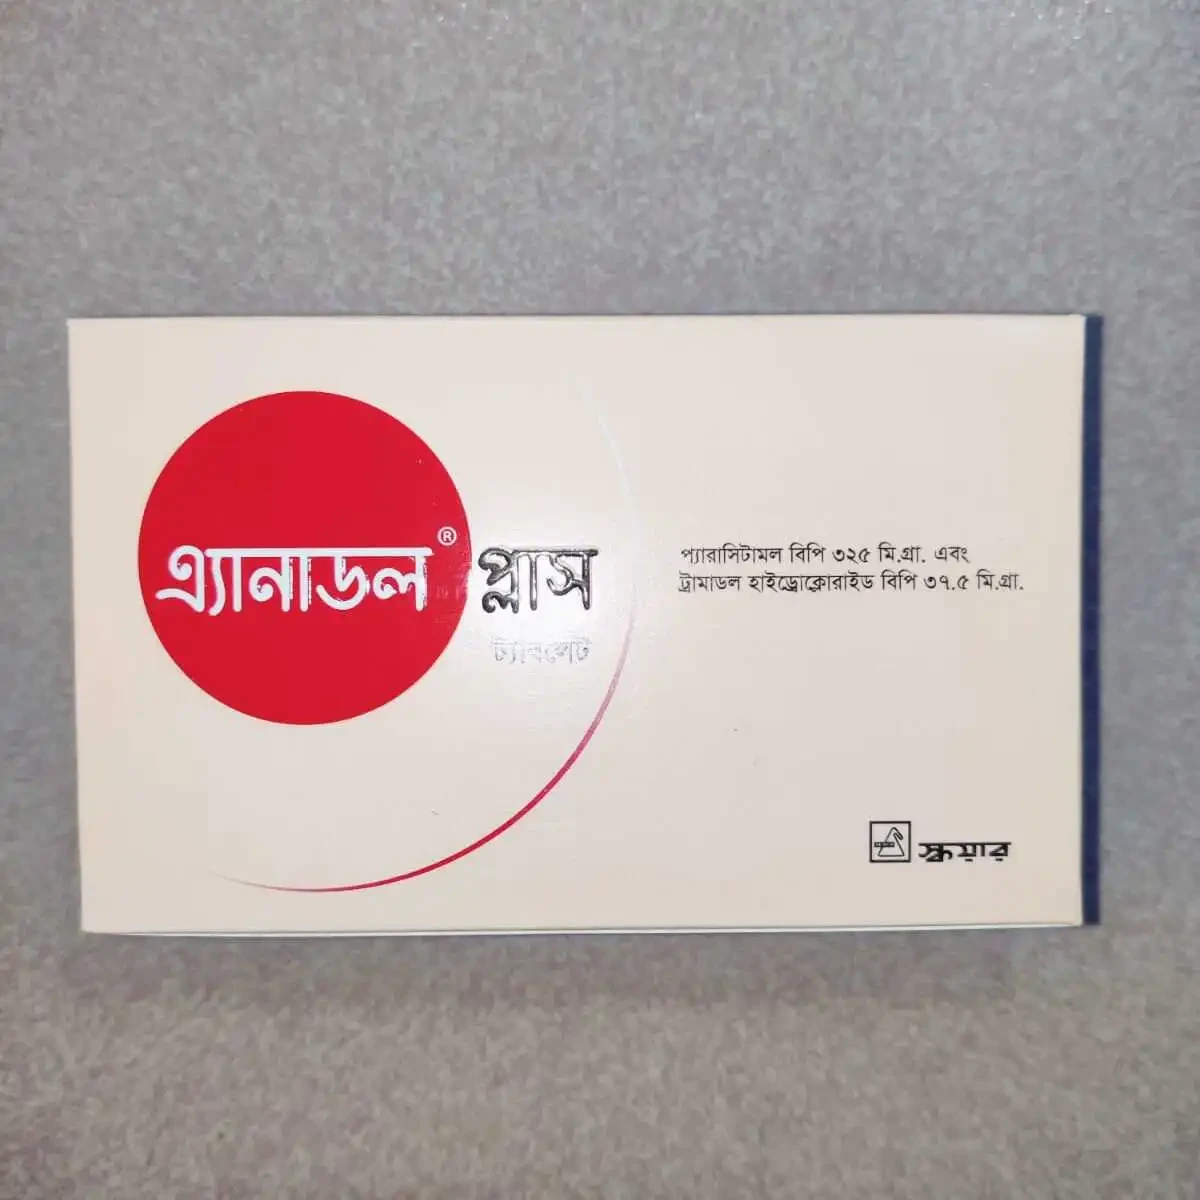 এ্যানাডল® প্লাস
ট্যাবলেট
প্যারাসিটামল বিপি ৩২৫ মি.গ্রা. এবং
ট্রামাডল হাইড্রোক্লোরাইড বিপি ৩৭.৫ মি.গ্রা.
স্কয়ার